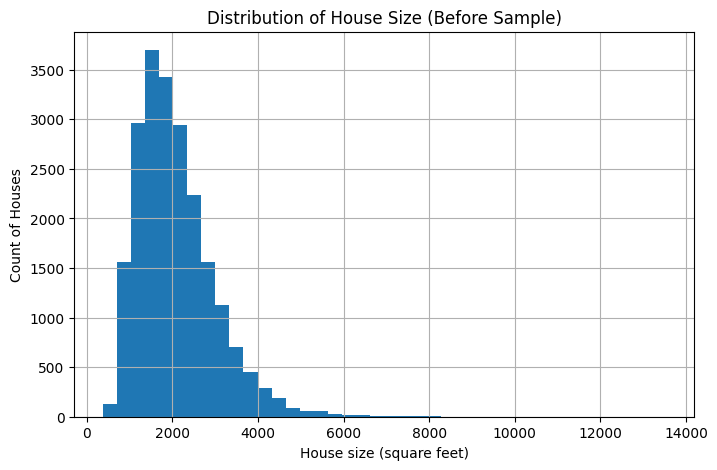 Distribution of House Size (Before Sample)
Count of Houses
3500
3000
2500
2000
1500
1000
500
0
0 2000 4000 6000 8000 10000 12000 14000
House size (square feet)